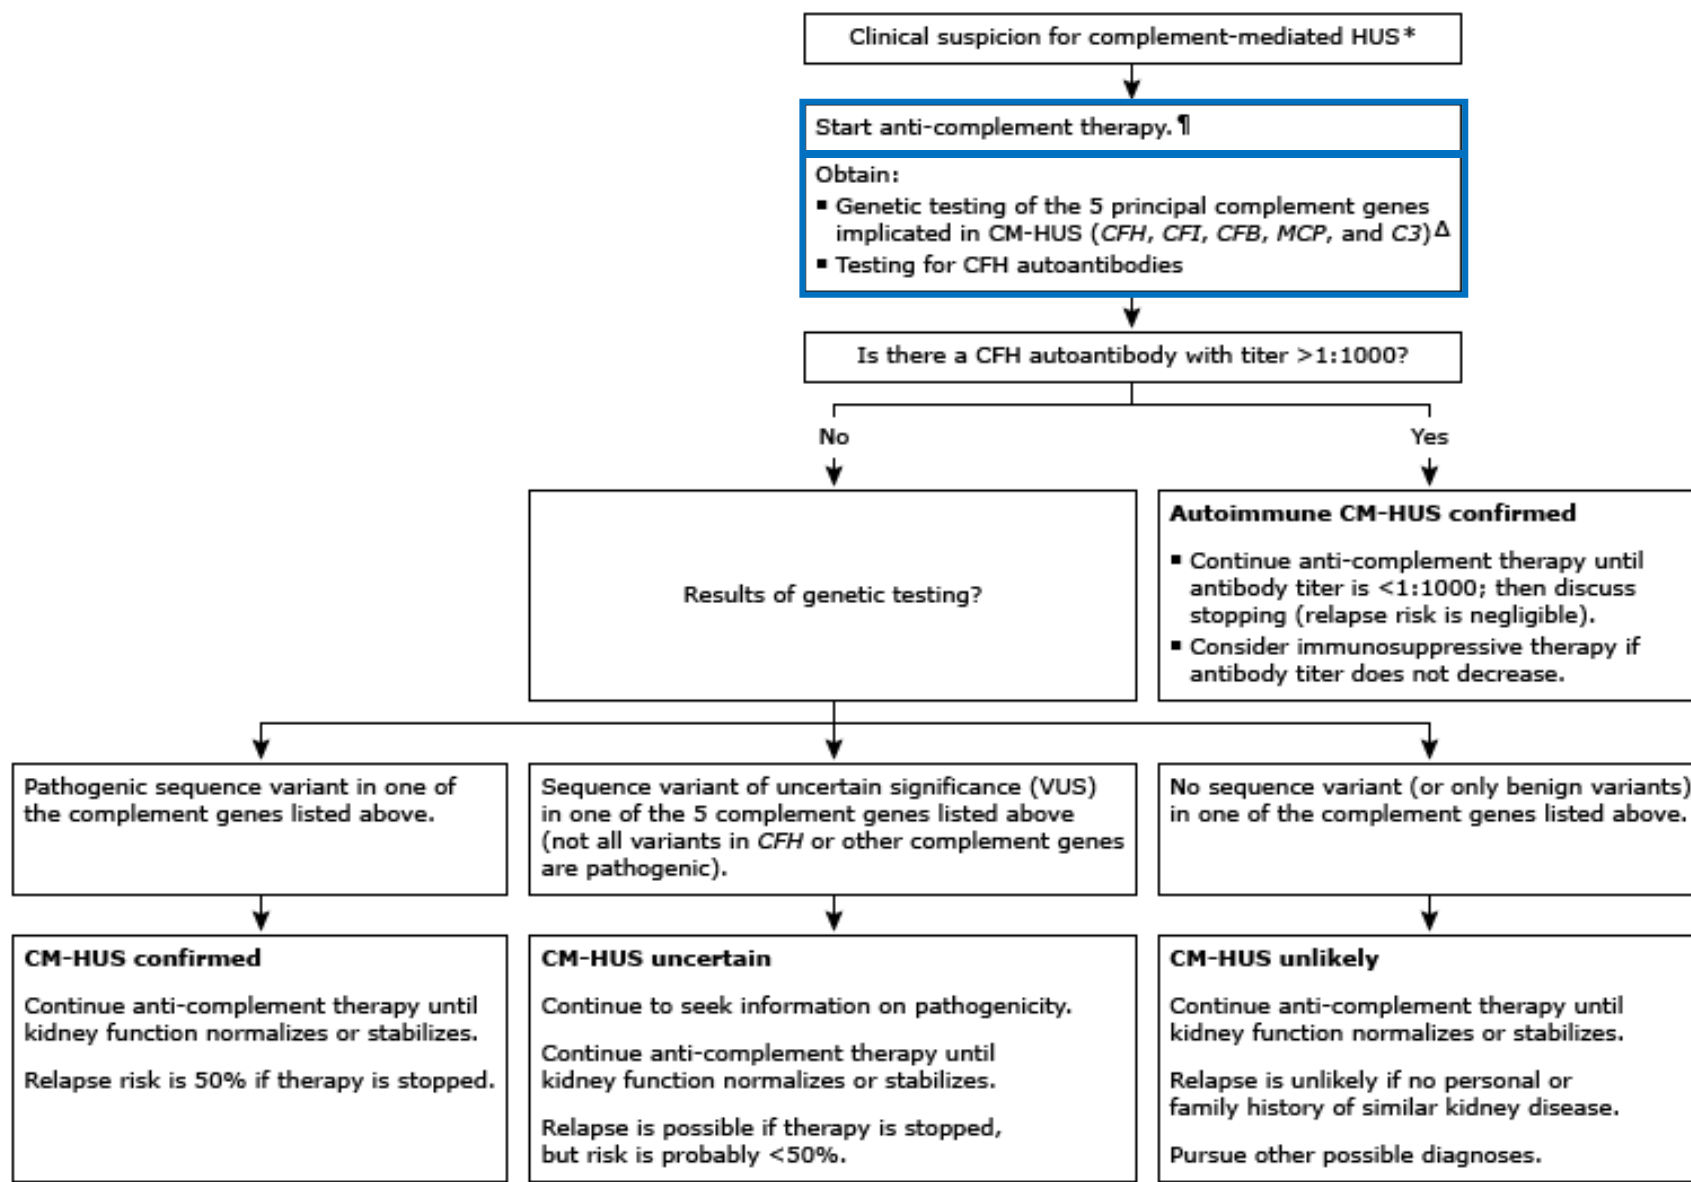 Clinical suspicion for complement-mediated HUS*
Start anti-complement therapy.¶
Obtain:
▪ Genetic testing of the 5 principal complement genes
implicated in CM-HUS (CFH, CFI, CFB, MCP, and C3)Δ
▪ Testing for CFH autoantibodies
Is there a CFH autoantibody with titer >1:1000?
No
Yes
Results of genetic testing?
Autoimmune CM-HUS confirmed
▪ Continue anti-complement therapy until
antibody titer is <1:1000; then discuss
stopping (relapse risk is negligible).
▪ Consider immunosuppressive therapy if
antibody titer does not decrease.
Pathogenic sequence variant in one of
the complement genes listed above.
Sequence variant of uncertain significance (VUS)
in one of the 5 complement genes listed above
(not all variants in CFH or other complement genes
are pathogenic).
No sequence variant (or only benign variants)
in one of the complement genes listed above.
CM-HUS confirmed
Continue anti-complement therapy until
kidney function normalizes or stabilizes.
Relapse risk is 50% if therapy is stopped.
CM-HUS uncertain
Continue to seek information on pathogenicity.
Continue anti-complement therapy until
kidney function normalizes or stabilizes.
Relapse is possible if therapy is stopped,
but risk is probably <50%.
CM-HUS unlikely
Continue anti-complement therapy until
kidney function normalizes or stabilizes.
Relapse is unlikely if no personal or
family history of similar kidney disease.
Pursue other possible diagnoses.